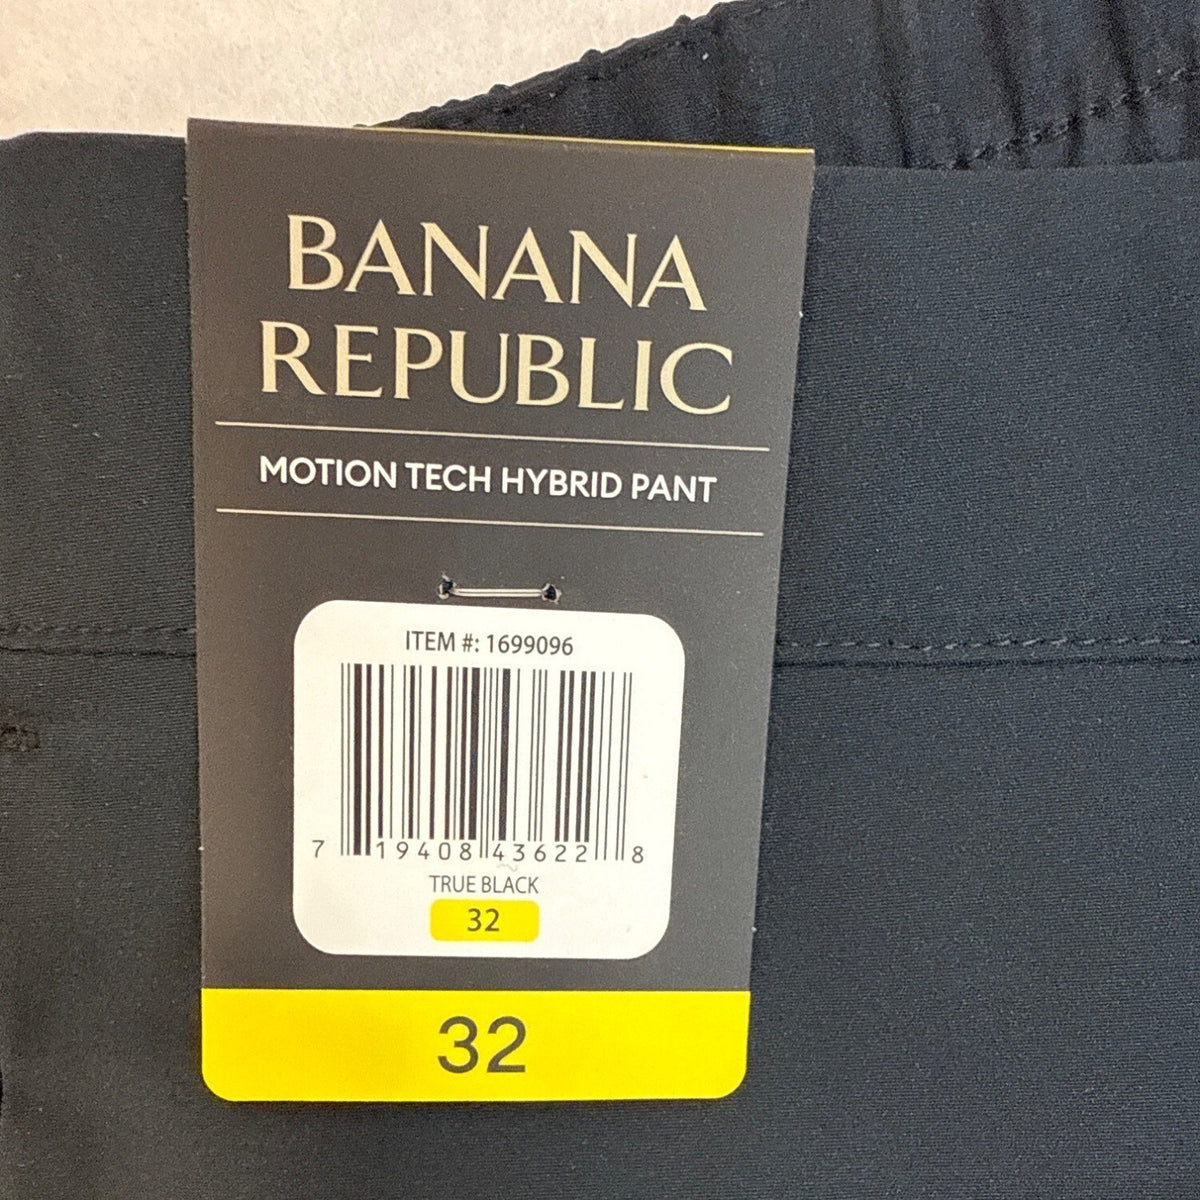 BANANA
REPUBLIC
MOTION TECH HYBRID PANT
ITEM #: 1699096
7 19408 43622 8
TRUE BLACK
32
32